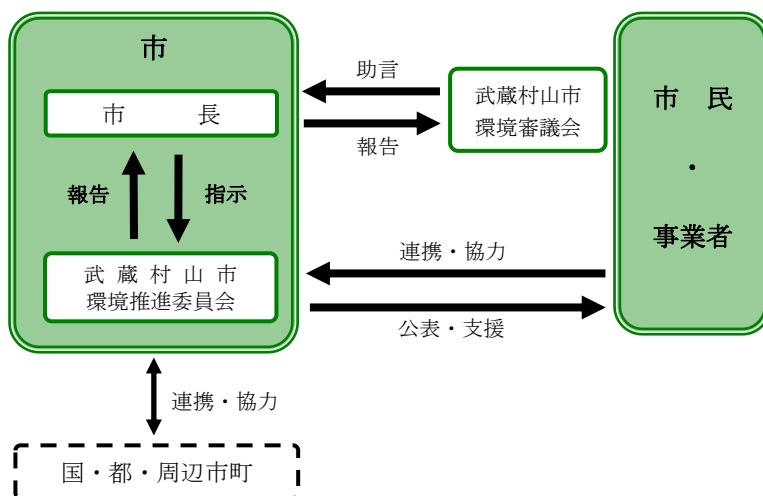 市
市　　長
報告
指示
武 蔵 村 山 市
環境推進委員会
助言
報告
武蔵村山市
環境審議会
市　民
・
事業者
連携・協力
公表・支援
連携・協力
国・都・周辺市町